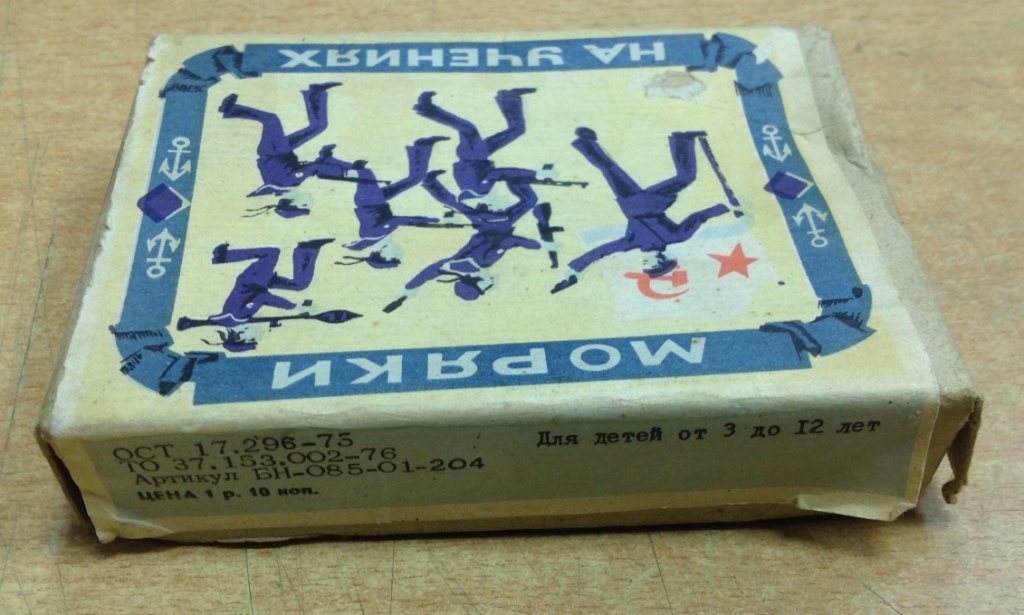 МОРЯКИ
НА УЧЕНИЯХ
ОСТ 17.296-75
ТО 37.153.002-76
Артикул БН-085-01-204
ЦЕНА 1 р. 10 коп.
Для детей от 3 до 12 лет